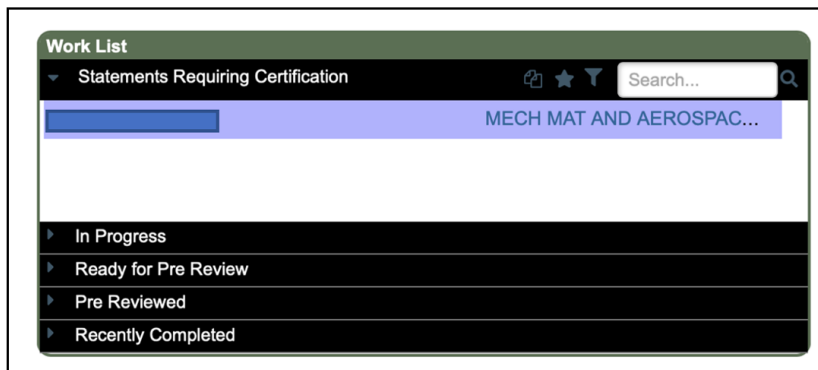 Work List
Statements Requiring Certification
Search...
MECH MAT AND AEROSPAC...
In Progress
Ready for Pre Review
Pre Reviewed
Recently Completed